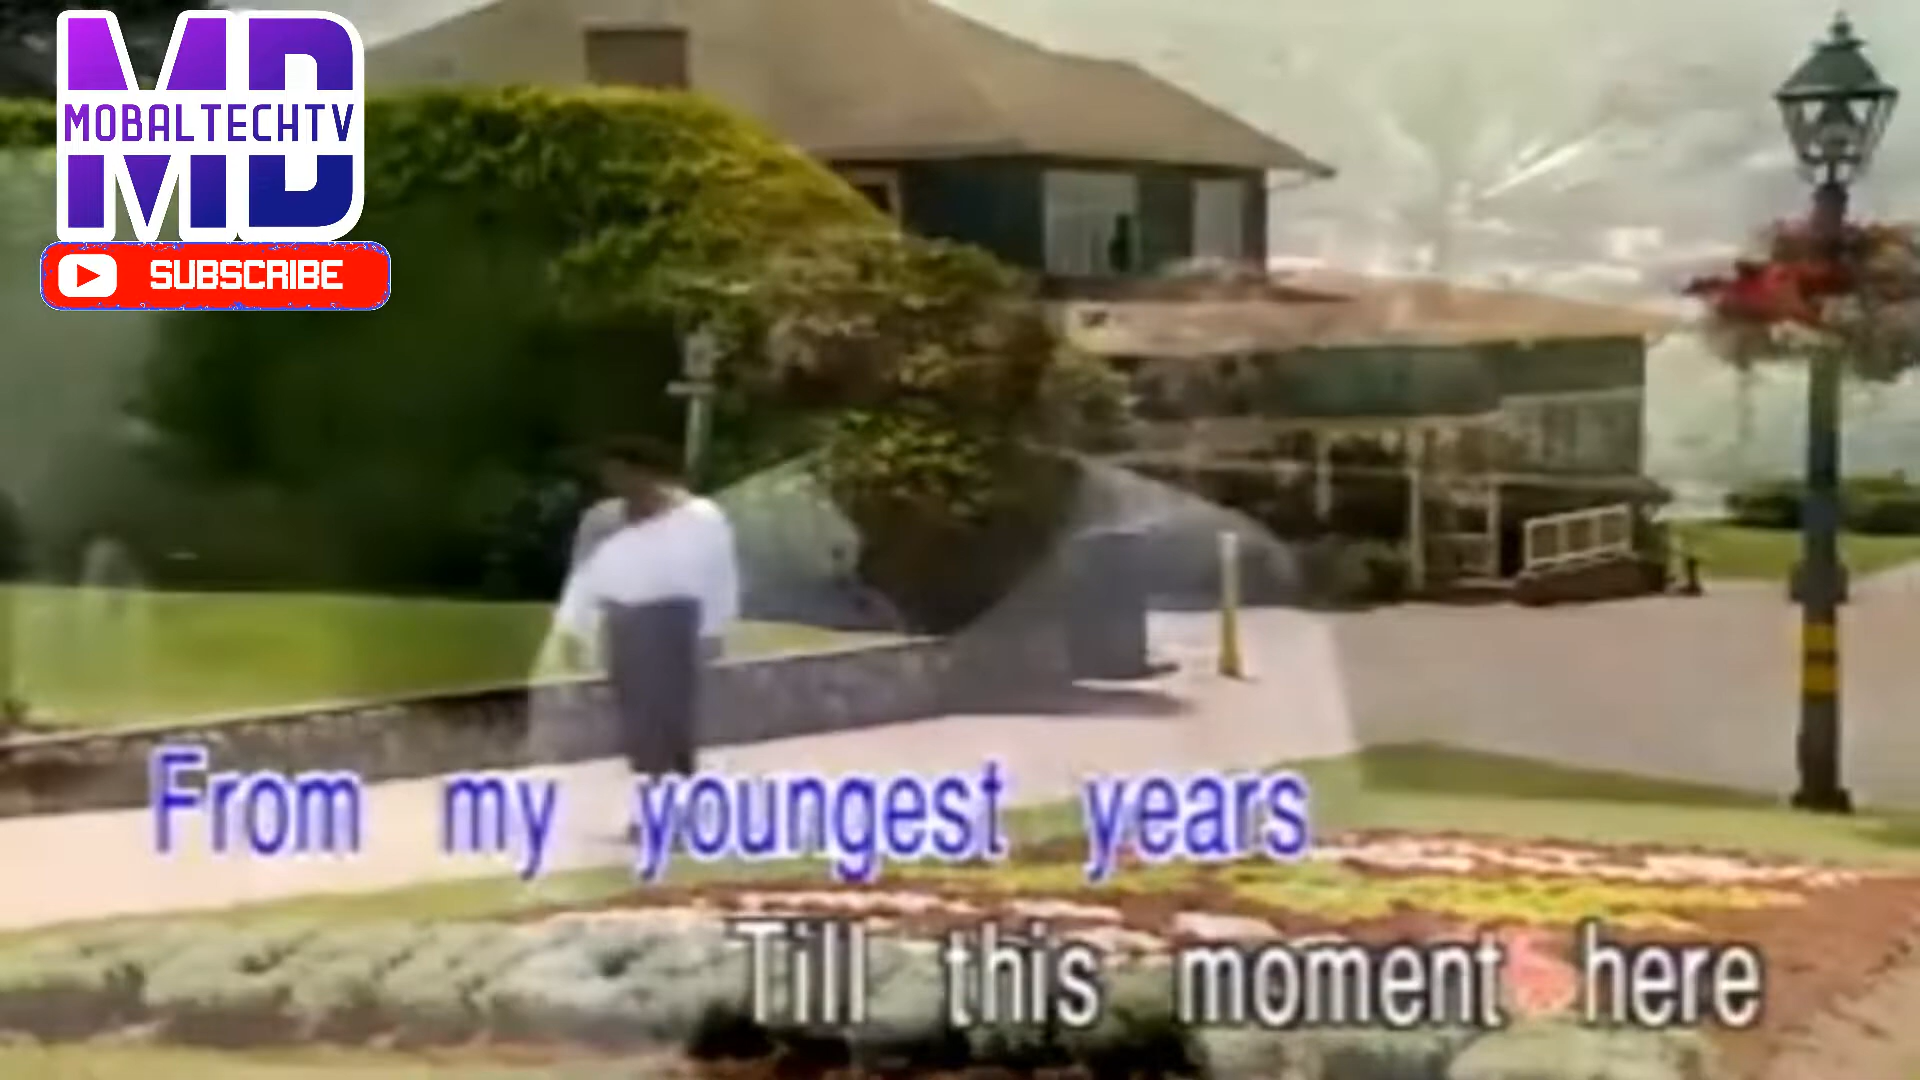 MD
MOBALTECHTV
SUBSCRIBE
From my youngest years
Till this moment here